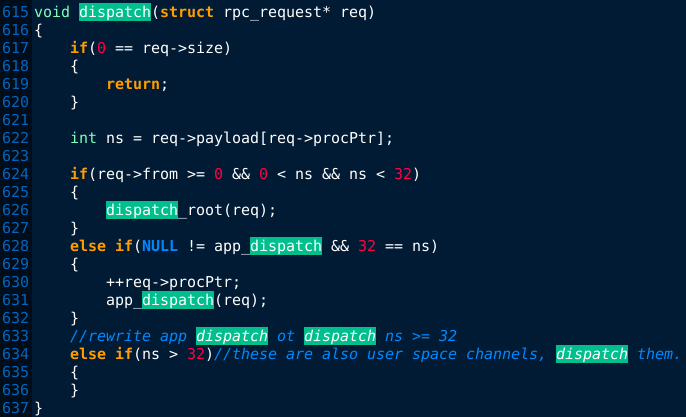 615 void dispatch(struct rpc_request* req)
616 {
617     if(0 == req->size)
618     {
619         return;
620     }
621
622     int ns = req->payload[req->procPtr];
623
624     if(req->from >= 0 && 0 < ns && ns < 32)
625     {
626         dispatch_root(req);
627     }
628     else if(NULL != app_dispatch && 32 == ns)
629     {
630         ++req->procPtr;
631         app_dispatch(req);
632     }
633     //rewrite app dispatch ot dispatch ns >= 32
634     else if(ns > 32)//these are also user space channels, dispatch them.
635     {
636     }
637 }